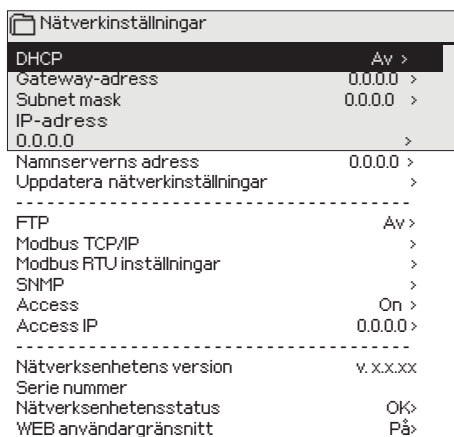 Nätverkinställningar
DHCP Av >
Gateway-adress 0.0.0.0 >
Subnet mask 0.0.0.0 >
IP-adress
0.0.0.0 >
Namnserverns adress 0.0.0.0 >
Uppdatera nätverkinställningar >
- - - - - - - - - - - - - - - - - - - - - - - - - - - - - - - - - - - - -
FTP Av >
Modbus TCP/IP >
Modbus RTU inställningar >
SNMP >
Access On >
Access IP 0.0.0.0 >
- - - - - - - - - - - - - - - - - - - - - - - - - - - - - - - - - - - - -
Nätverksenhetens version v. x.x.xx
Serie nummer
Nätverksenhetensstatus OK>
WEB användargränsnitt På>